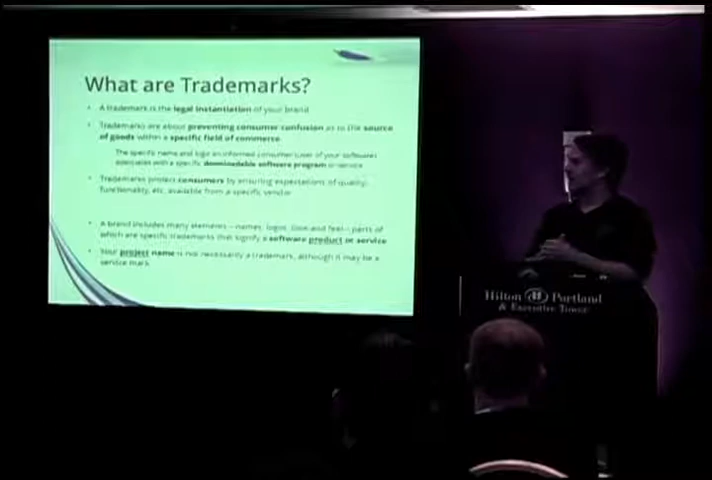 What are Trademarks?
A trademark is the legal instantiation of your brand
Trademarks are about preventing consumer confusion as to the source
of goods within a specific field of commerce.
The specific name and logo an informed consumer (user of your software)
associates with a specific downloadable software program or service
Trademarks protect consumers by ensuring expectations of quality,
functionality, etc. available from a specific vendor
A brand includes many elements – names, logos, look and feel – parts of
which are specific trademarks that signify a software product or service
Your project name is not necessarily a trademark, although it may be a
service mark
Hilton Portland
& Executive Tower